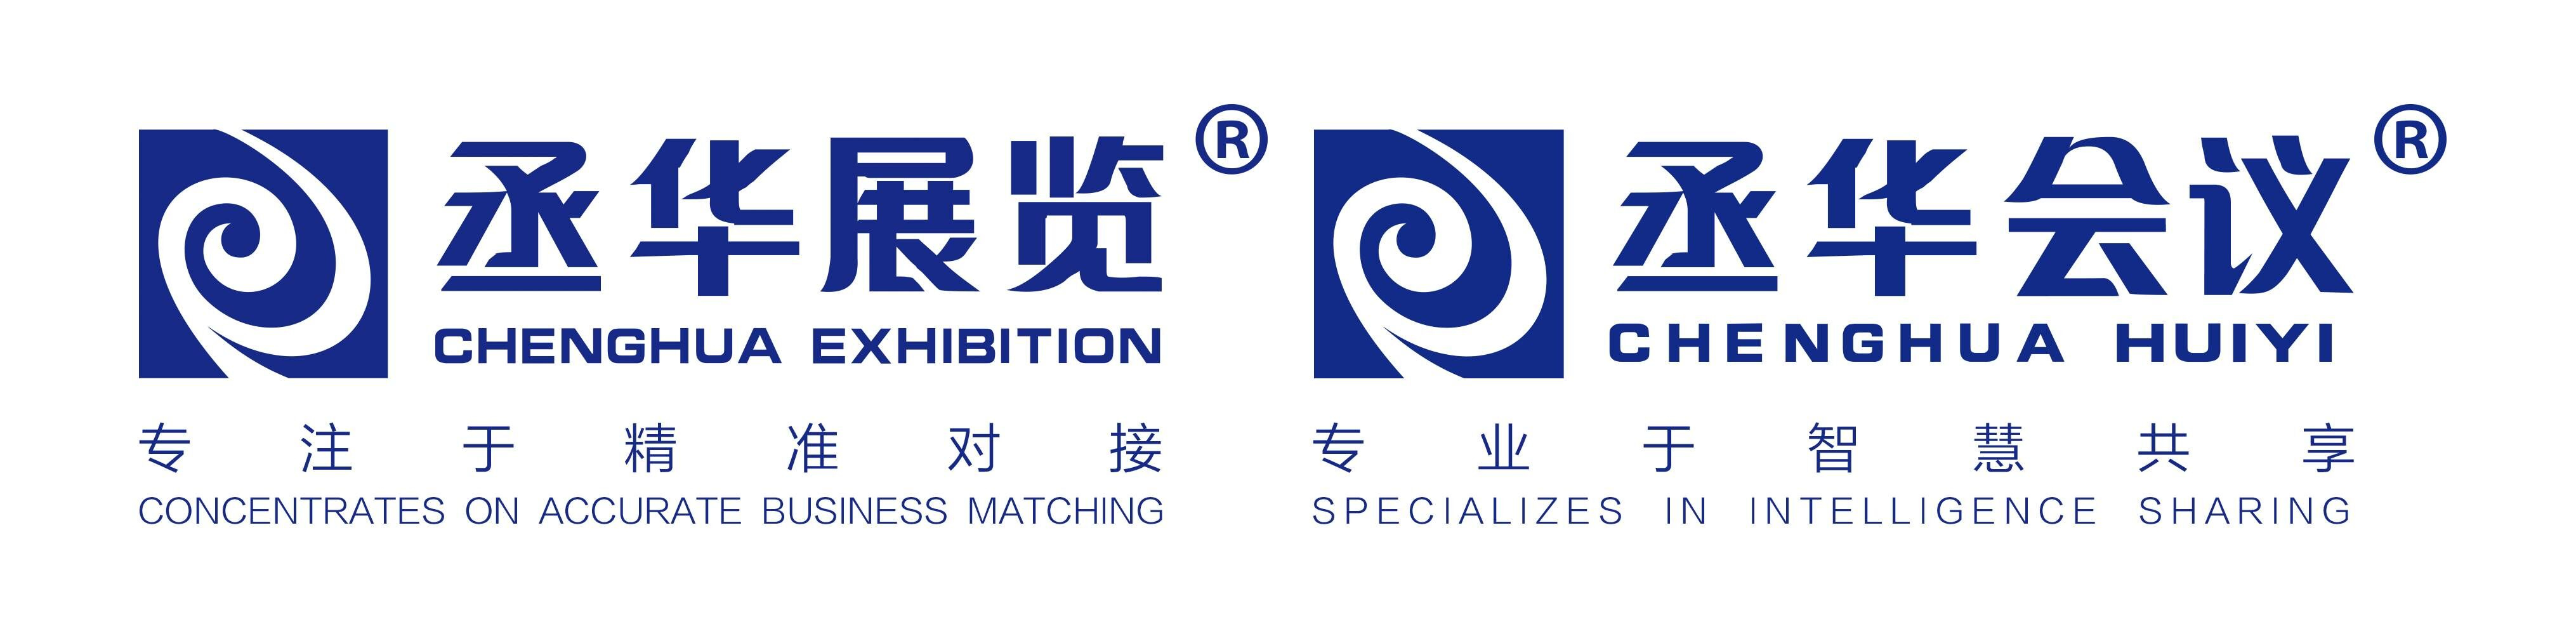 丞华展览®
CHENGHUA EXHIBITION
专注于精准对接
CONCENTRATES ON ACCURATE BUSINESS MATCHING
丞华会议®
CHENGHUA HUIYI
专业于智慧共享
SPECIALIZES IN INTELLIGENCE SHARING